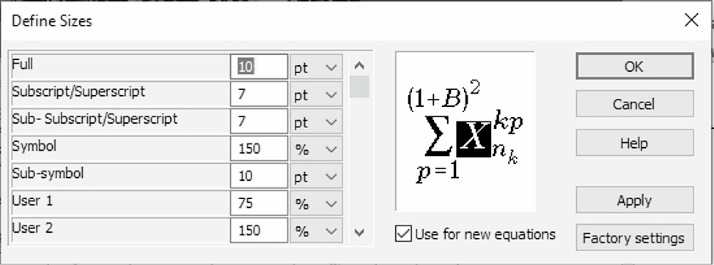 Define Sizes
Full 10 pt
Subscript/Superscript 7 pt
Sub- Subscript/Superscript 7 pt
Symbol 150 %
Sub-symbol 10 pt
User 1 75 %
User 2 150 %
(1+B)²
∑ X kp
n k
p=1
Use for new equations
OK
Cancel
Help
Apply
Factory settings